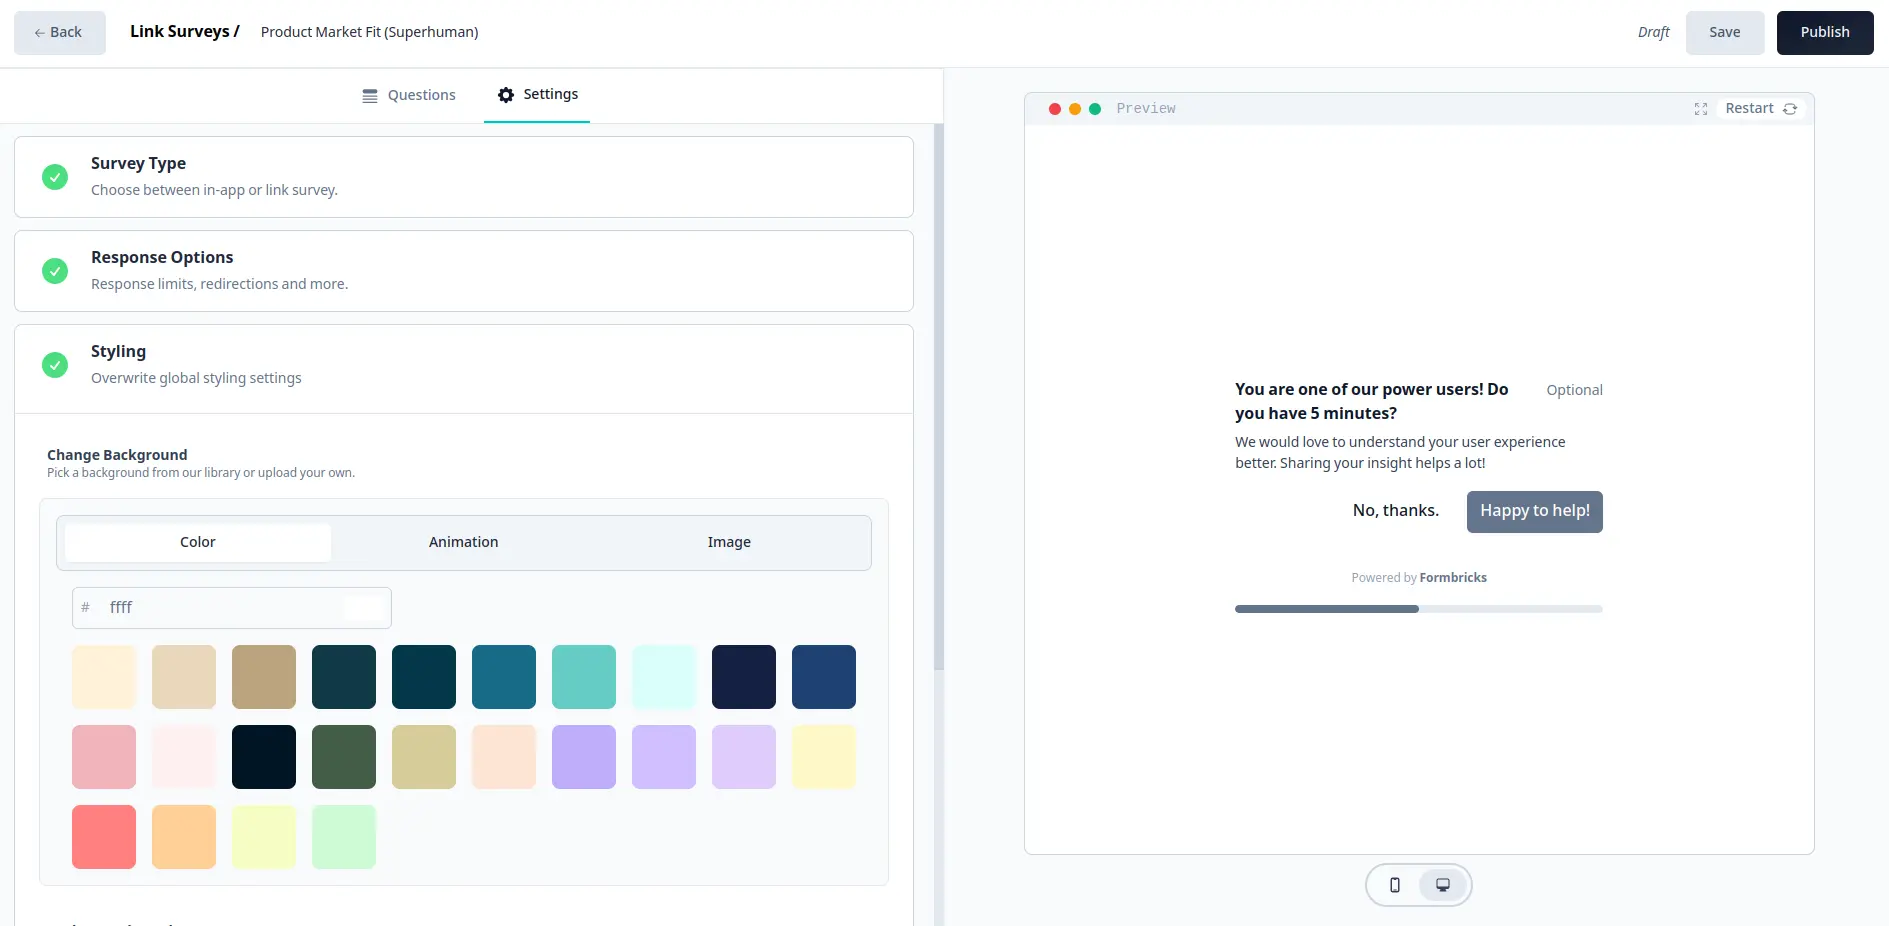 ← Back
Link Surveys /
Product Market Fit (Superhuman)
Draft
Save
Publish
Questions
Settings
Survey Type
Choose between in-app or link survey.
Response Options
Response limits, redirections and more.
Styling
Overwrite global styling settings
Change Background
Pick a background from our library or upload your own.
Color
Animation
Image
# ffff
Preview
Restart
You are one of our power users! Do
you have 5 minutes?
Optional
We would love to understand your user experience
better. Sharing your insight helps a lot!
No, thanks.
Happy to help!
Powered by Formbricks